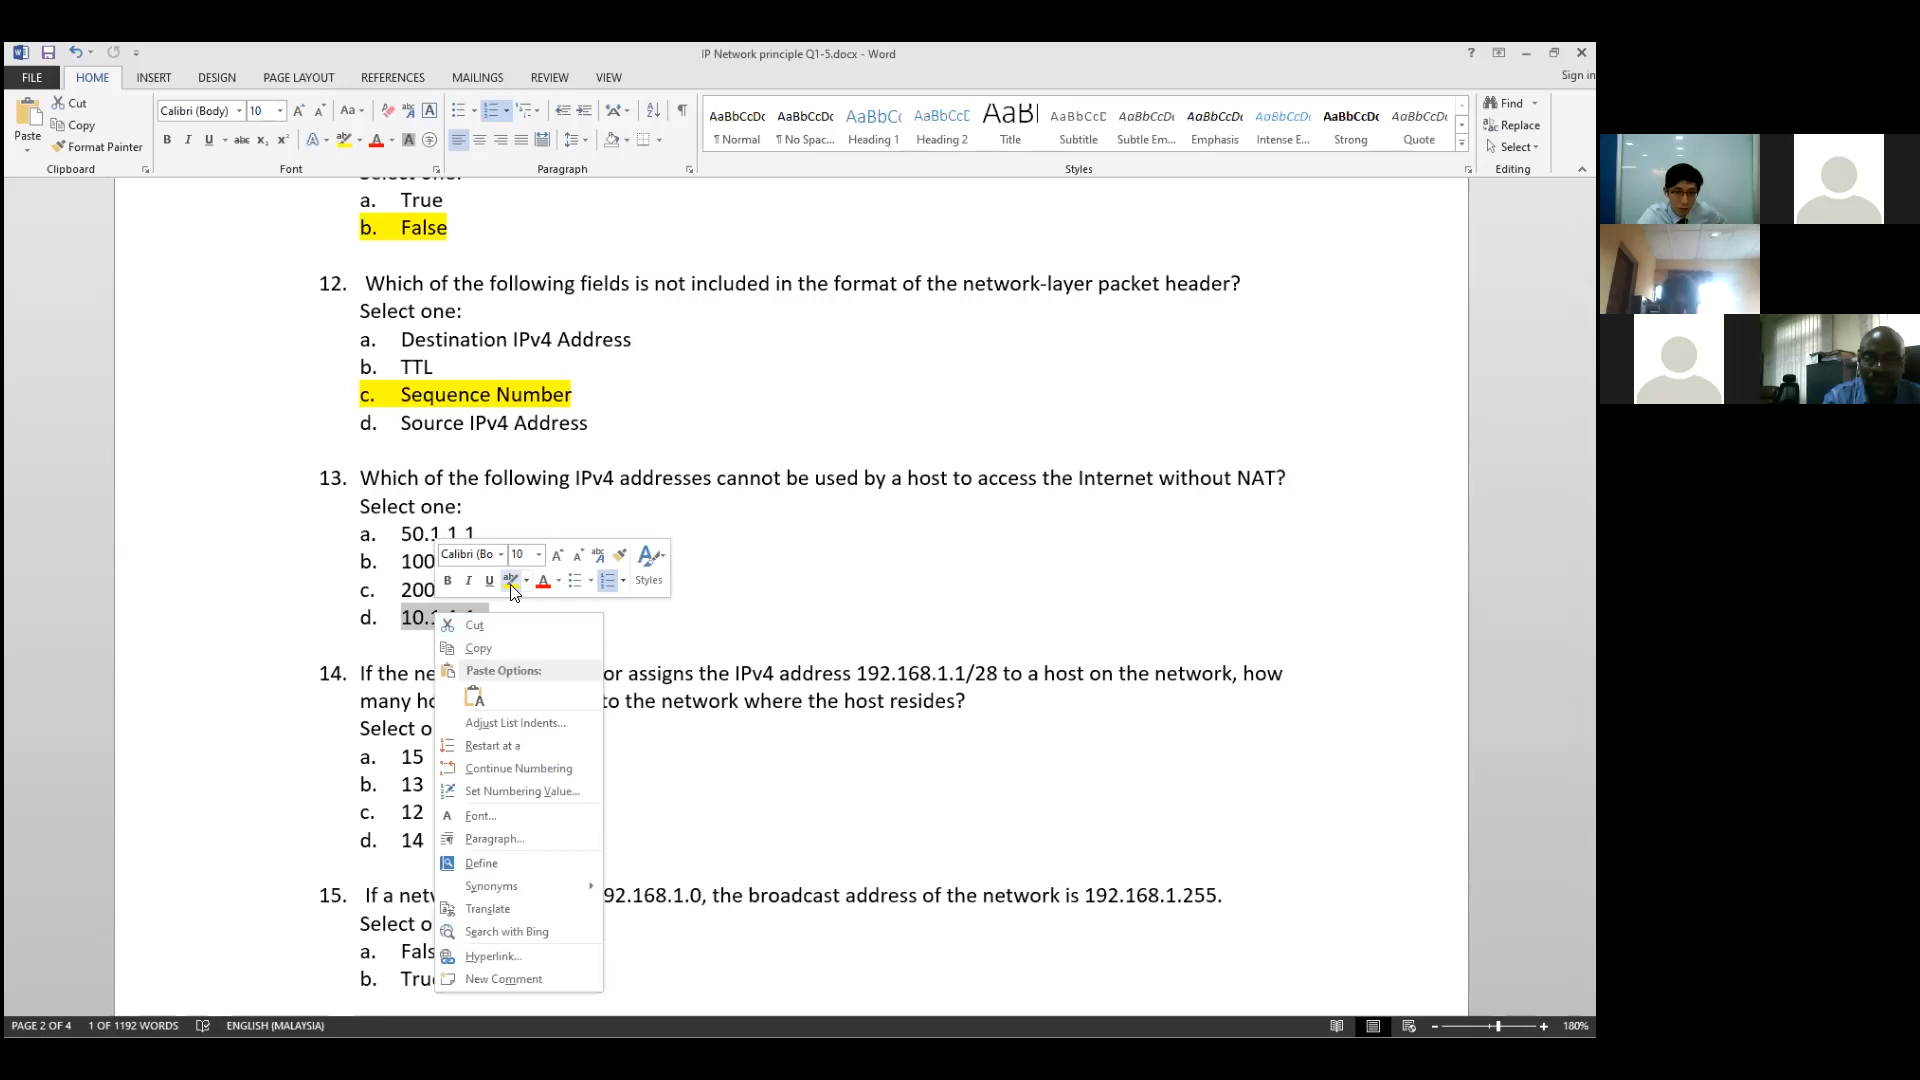 IP Network principle Q1-5.docx - Word
Sign in
FILE HOME INSERT DESIGN PAGE LAYOUT REFERENCES MAILINGS REVIEW VIEW
Paste
Cut
Copy
Format Painter
Clipboard
Calibri (Body) 10
Font
Paragraph
AaBbCcDc AaBbCcDc AaBbC AaBbCcD AaB AaBbCcD AaBbCcDc AaBbCcDc AaBbCcDc AaBbCcDc AaBbCcDc
¶ Normal ¶ No Spac... Heading 1 Heading 2 Title Subtitle Subtle Em... Emphasis Intense E... Strong Quote
Styles
Find
Replace
Select
Editing
Select one:
a. True
b. False
12. Which of the following fields is not included in the format of the network-layer packet header?
Select one:
a. Destination IPv4 Address
b. TTL
c. Sequence Number
d. Source IPv4 Address
13. Which of the following IPv4 addresses cannot be used by a host to access the Internet without NAT?
Select one:
a. 50.1.1.1
b. 100
c. 200
d. 10.1.1.1
Calibri (Bo 10
B I U Styles
Cut
Copy
Paste Options:
Adjust List Indents...
Restart at a
Continue Numbering
Set Numbering Value...
Font...
Paragraph...
Define
Synonyms
Translate
Search with Bing
Hyperlink...
New Comment
14. If the ne or assigns the IPv4 address 192.168.1.1/28 to a host on the network, how
many ho to the network where the host resides?
Select o
a. 15
b. 13
c. 12
d. 14
15. If a netw 92.168.1.0, the broadcast address of the network is 192.168.1.255.
Select o
a. Fals
b. True
PAGE 2 OF 4 1 OF 1192 WORDS ENGLISH (MALAYSIA) 180%